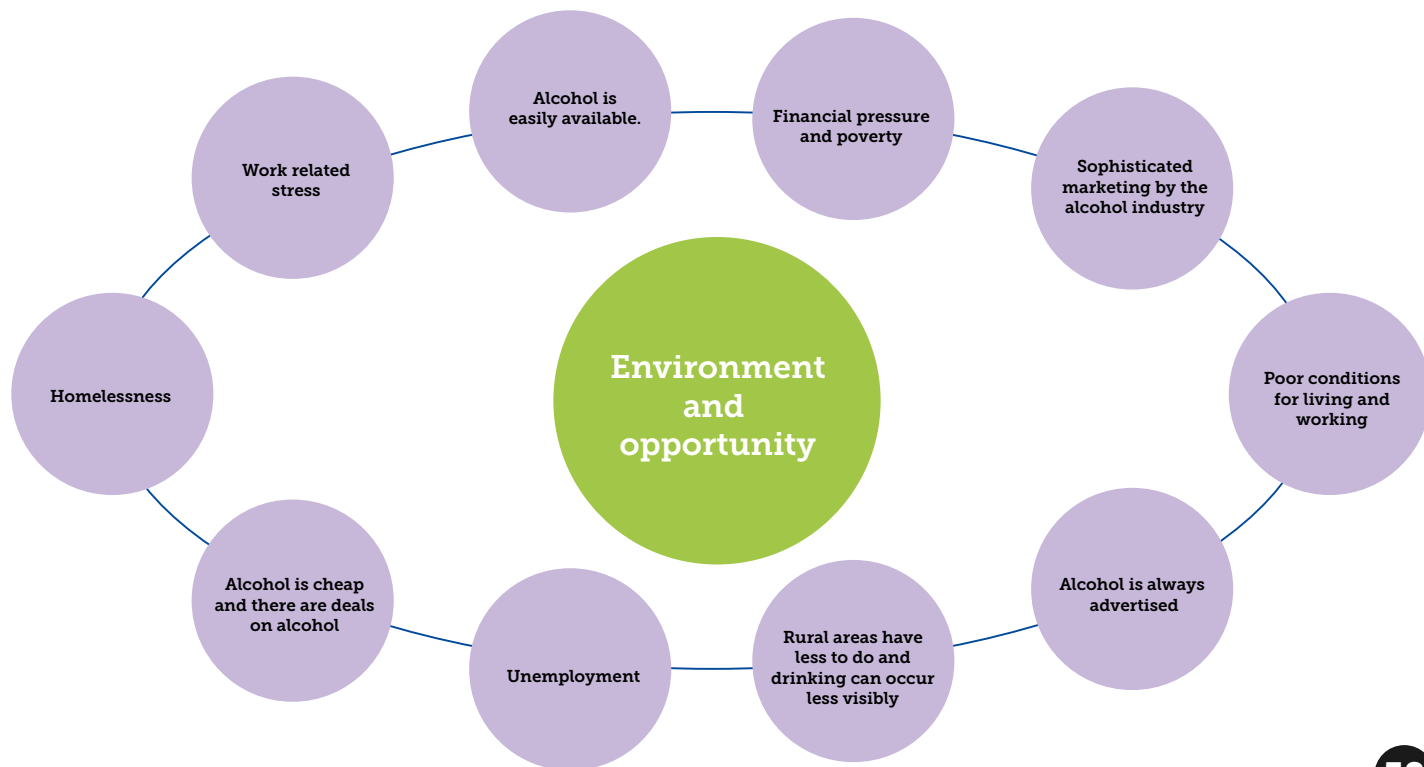 Alcohol is
easily available.
Financial pressure
and poverty
Work related
stress
Sophisticated
marketing by the
alcohol industry
Environment
and
opportunity
Homelessness
Poor conditions
for living and
working
Alcohol is cheap
and there are deals
on alcohol
Alcohol is always
advertised
Unemployment
Rural areas have
less to do and
drinking can occur
less visibly